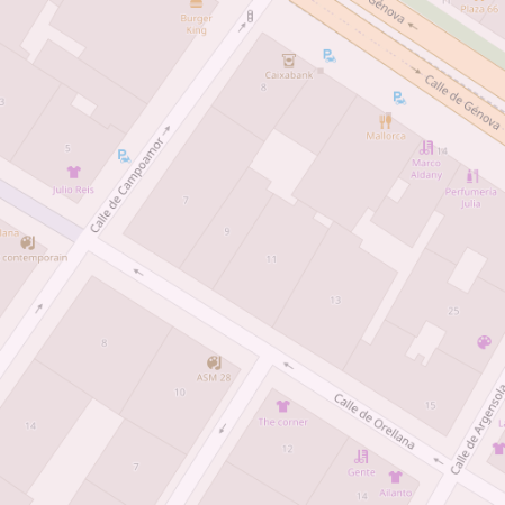 Génova
Plaza 66
Burger
King
Caixabank
8
Calle de Génova
3
Mallorca
14
Marco
Aldany
5
Calle de Campoamor
Julio Reis
Perfumería
Julia
7
9
contemporain
11
13
25
8
ASM 28
10
The corner
Calle de Orellana
15
Calle de Argensola
14
12
7
Gente
Ailanto
14